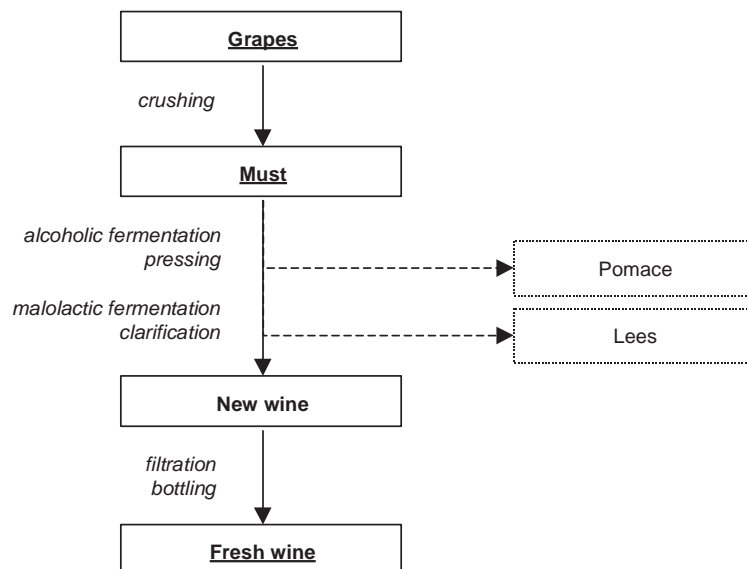 Grapes
crushing
Must
alcoholic fermentation
pressing
Pomace
malolactic fermentation
clarification
Lees
New wine
filtration
bottling
Fresh wine